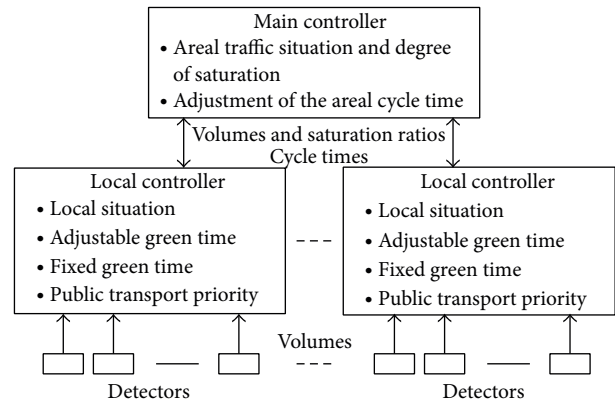 Main controller
• Areal traffic situation and degree
of saturation
• Adjustment of the areal cycle time
Volumes and saturation ratios
Cycle times
Local controller
• Local situation
• Adjustable green time
• Fixed green time
• Public transport priority
Local controller
• Local situation
• Adjustable green time
• Fixed green time
• Public transport priority
Volumes
Detectors
Detectors